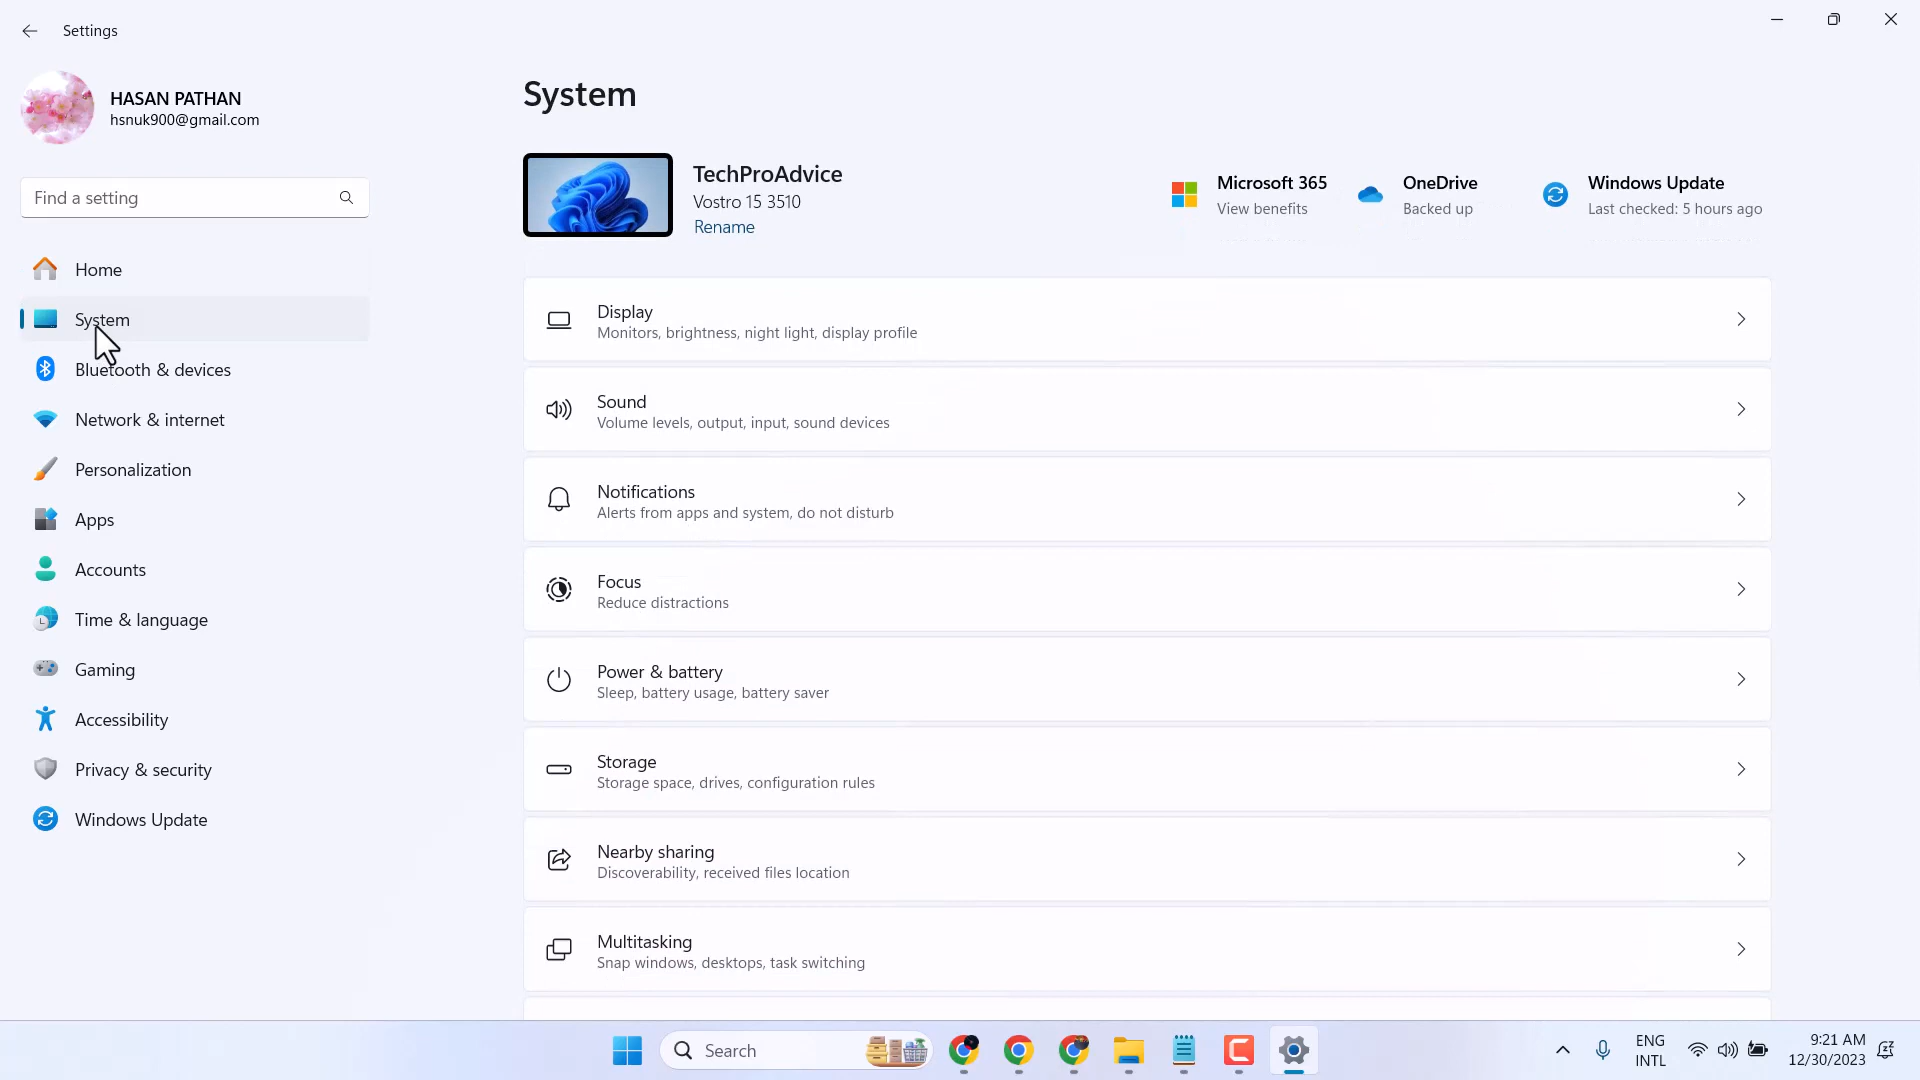 Settings
HASAN PATHAN
hsnuk900@gmail.com
Find a setting
Home
System
Bluetooth & devices
Network & internet
Personalization
Apps
Accounts
Time & language
Gaming
Accessibility
Privacy & security
Windows Update
System
TechProAdvice
Vostro 15 3510
Rename
Microsoft 365
View benefits
OneDrive
Backed up
Windows Update
Last checked: 5 hours ago
Display
Monitors, brightness, night light, display profile
Sound
Volume levels, output, input, sound devices
Notifications
Alerts from apps and system, do not disturb
Focus
Reduce distractions
Power & battery
Sleep, battery usage, battery saver
Storage
Storage space, drives, configuration rules
Nearby sharing
Discoverability, received files location
Multitasking
Snap windows, desktops, task switching
Search
ENG
INTL
9:21 AM
12/30/2023